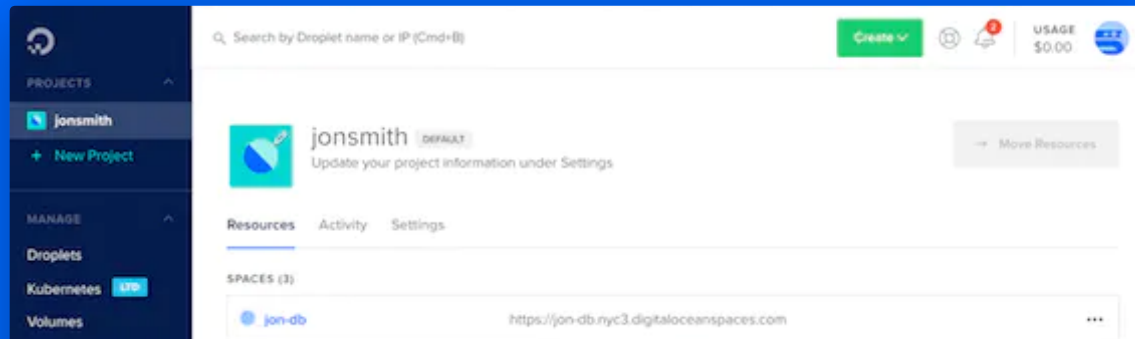 Search by Droplet name or IP (Cmd+B)
Create
2
USAGE
$0.00
PROJECTS
jonsmith
+ New Project
MANAGE
Droplets
Kubernetes LTD
Volumes
jonsmith DEFAULT
Update your project information under Settings
→ Move Resources
Resources Activity Settings
SPACES (3)
jon-db https://jon-db.nyc3.digitaloceanspaces.com